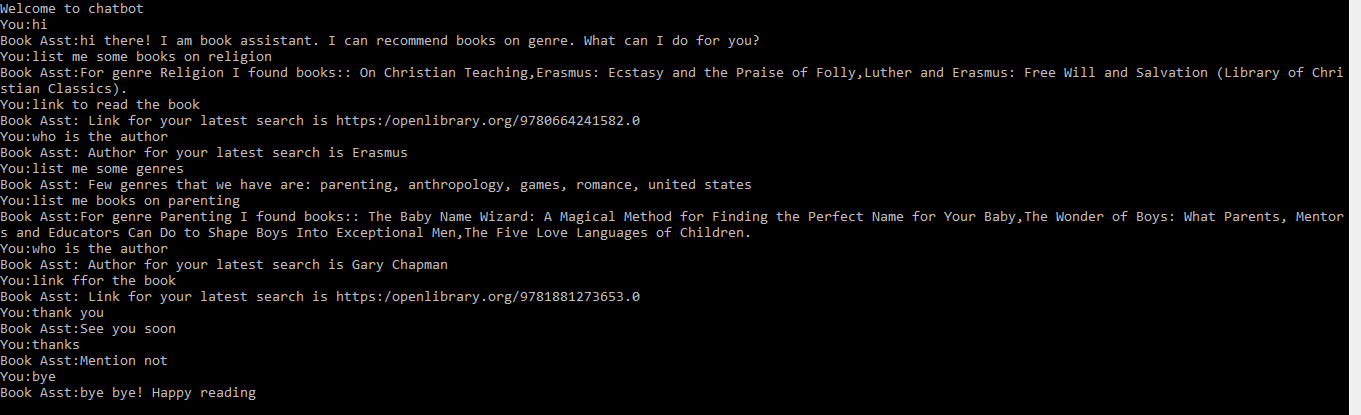 Welcome to chatbot
You:hi
Book Asst:hi there! I am book assistant. I can recommend books on genre. What can I do for you?
You:list me some books on religion
Book Asst:For genre Religion I found books:: On Christian Teaching,Erasmus: Ecstasy and the Praise of Folly,Luther and Erasmus: Free Will and Salvation (Library of Chri
stian Classics).
You:link to read the book
Book Asst: Link for your latest search is https:/openlibrary.org/9780664241582.0
You:who is the author
Book Asst: Author for your latest search is Erasmus
You:list me some genres
Book Asst: Few genres that we have are: parenting, anthropology, games, romance, united states
You:list me books on parenting
Book Asst:For genre Parenting I found books:: The Baby Name Wizard: A Magical Method for Finding the Perfect Name for Your Baby,The Wonder of Boys: What Parents, Mentor
s and Educators Can Do to Shape Boys Into Exceptional Men,The Five Love Languages of Children.
You:who is the author
Book Asst: Author for your latest search is Gary Chapman
You:link ffor the book
Book Asst: Link for your latest search is https:/openlibrary.org/9781881273653.0
You:thank you
Book Asst:See you soon
You:thanks
Book Asst:Mention not
You:bye
Book Asst:bye bye! Happy reading